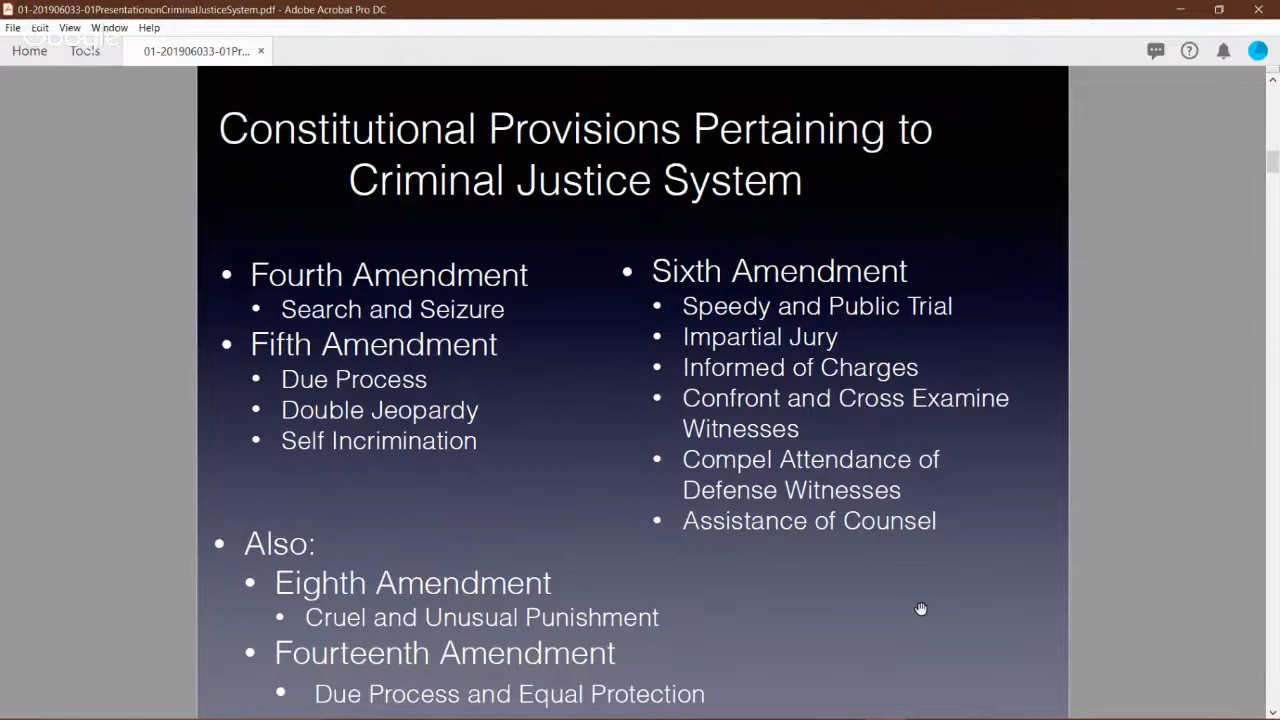 01-201906033-01PresentationonCriminalJusticeSystem.pdf - Adobe Acrobat Pro DC
File Edit View Window Help
Google
Home Tools 01-201906033-01Pr... ×
Constitutional Provisions Pertaining to
Criminal Justice System
• Fourth Amendment
• Search and Seizure
• Fifth Amendment
• Due Process
• Double Jeopardy
• Self Incrimination
• Sixth Amendment
• Speedy and Public Trial
• Impartial Jury
• Informed of Charges
• Confront and Cross Examine
Witnesses
• Compel Attendance of
Defense Witnesses
• Assistance of Counsel
• Also:
• Eighth Amendment
• Cruel and Unusual Punishment
• Fourteenth Amendment
• Due Process and Equal Protection